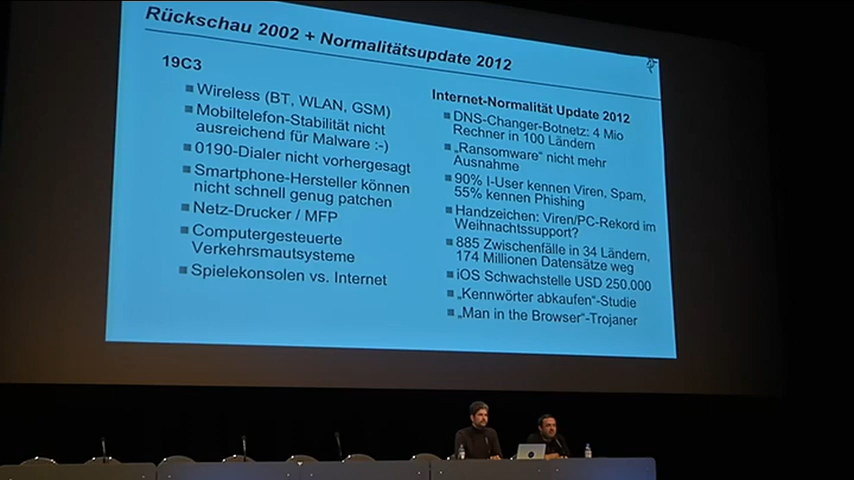 Rückschau 2002 + Normalitätsupdate 2012
19C3
Wireless (BT, WLAN, GSM)
Mobiltelefon-Stabilität nicht
ausreichend für Malware :-)
0190-Dialer nicht vorhergesagt
Smartphone-Hersteller können
nicht schnell genug patchen
Netz-Drucker / MFP
Computergesteuerte
Verkehrsmautsysteme
Spielekonsolen vs. Internet
Internet-Normalität Update 2012
DNS-Changer-Botnetz: 4 Mio
Rechner in 100 Ländern
„Ransomware“ nicht mehr
Ausnahme
90% I-User kennen Viren, Spam,
55% kennen Phishing
Handzeichen: Viren/PC-Rekord im
Weihnachtssupport?
885 Zwischenfälle in 34 Ländern,
174 Millionen Datensätze weg
iOS Schwachstelle USD 250.000
„Kennwörter abkaufen“-Studie
„Man in the Browser“-Trojaner